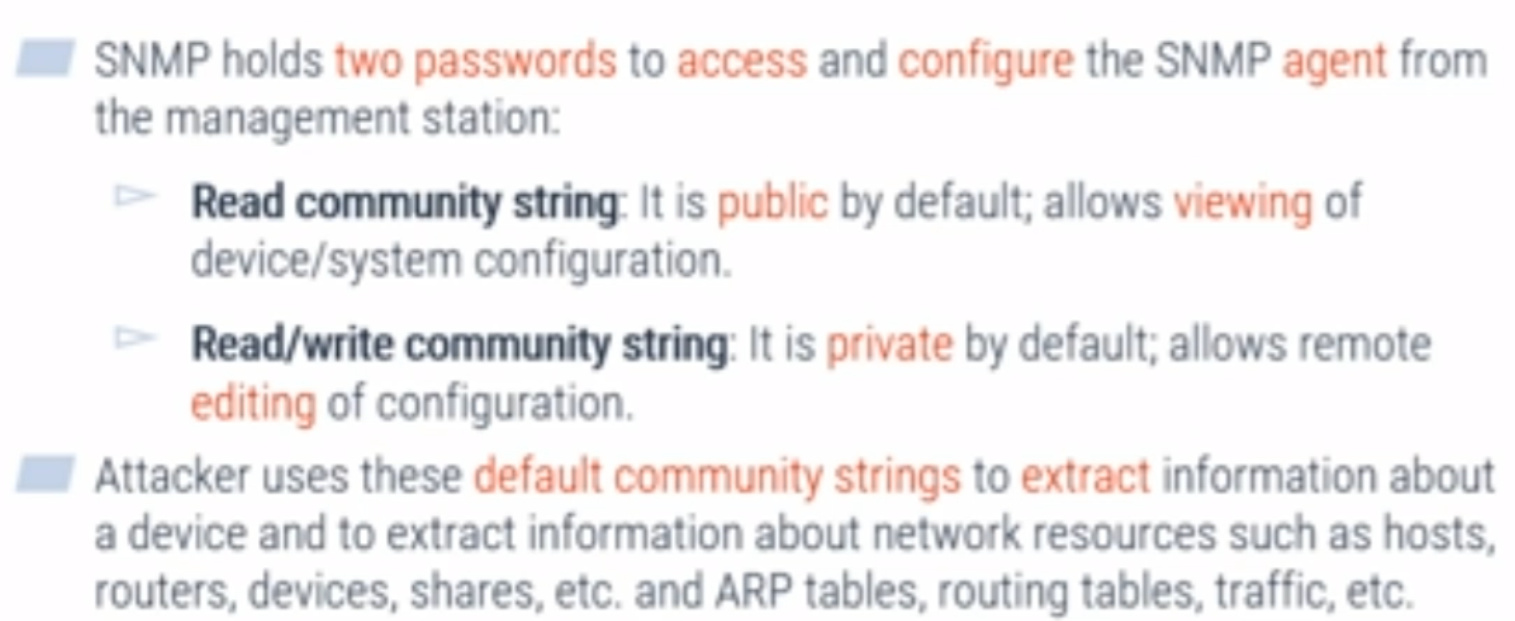 SNMP holds two passwords to access and configure the SNMP agent from
the management station:
Read community string: It is public by default; allows viewing of
device/system configuration.
Read/write community string: It is private by default; allows remote
editing of configuration.
Attacker uses these default community strings to extract information about
a device and to extract information about network resources such as hosts,
routers, devices, shares, etc. and ARP tables, routing tables, traffic, etc.